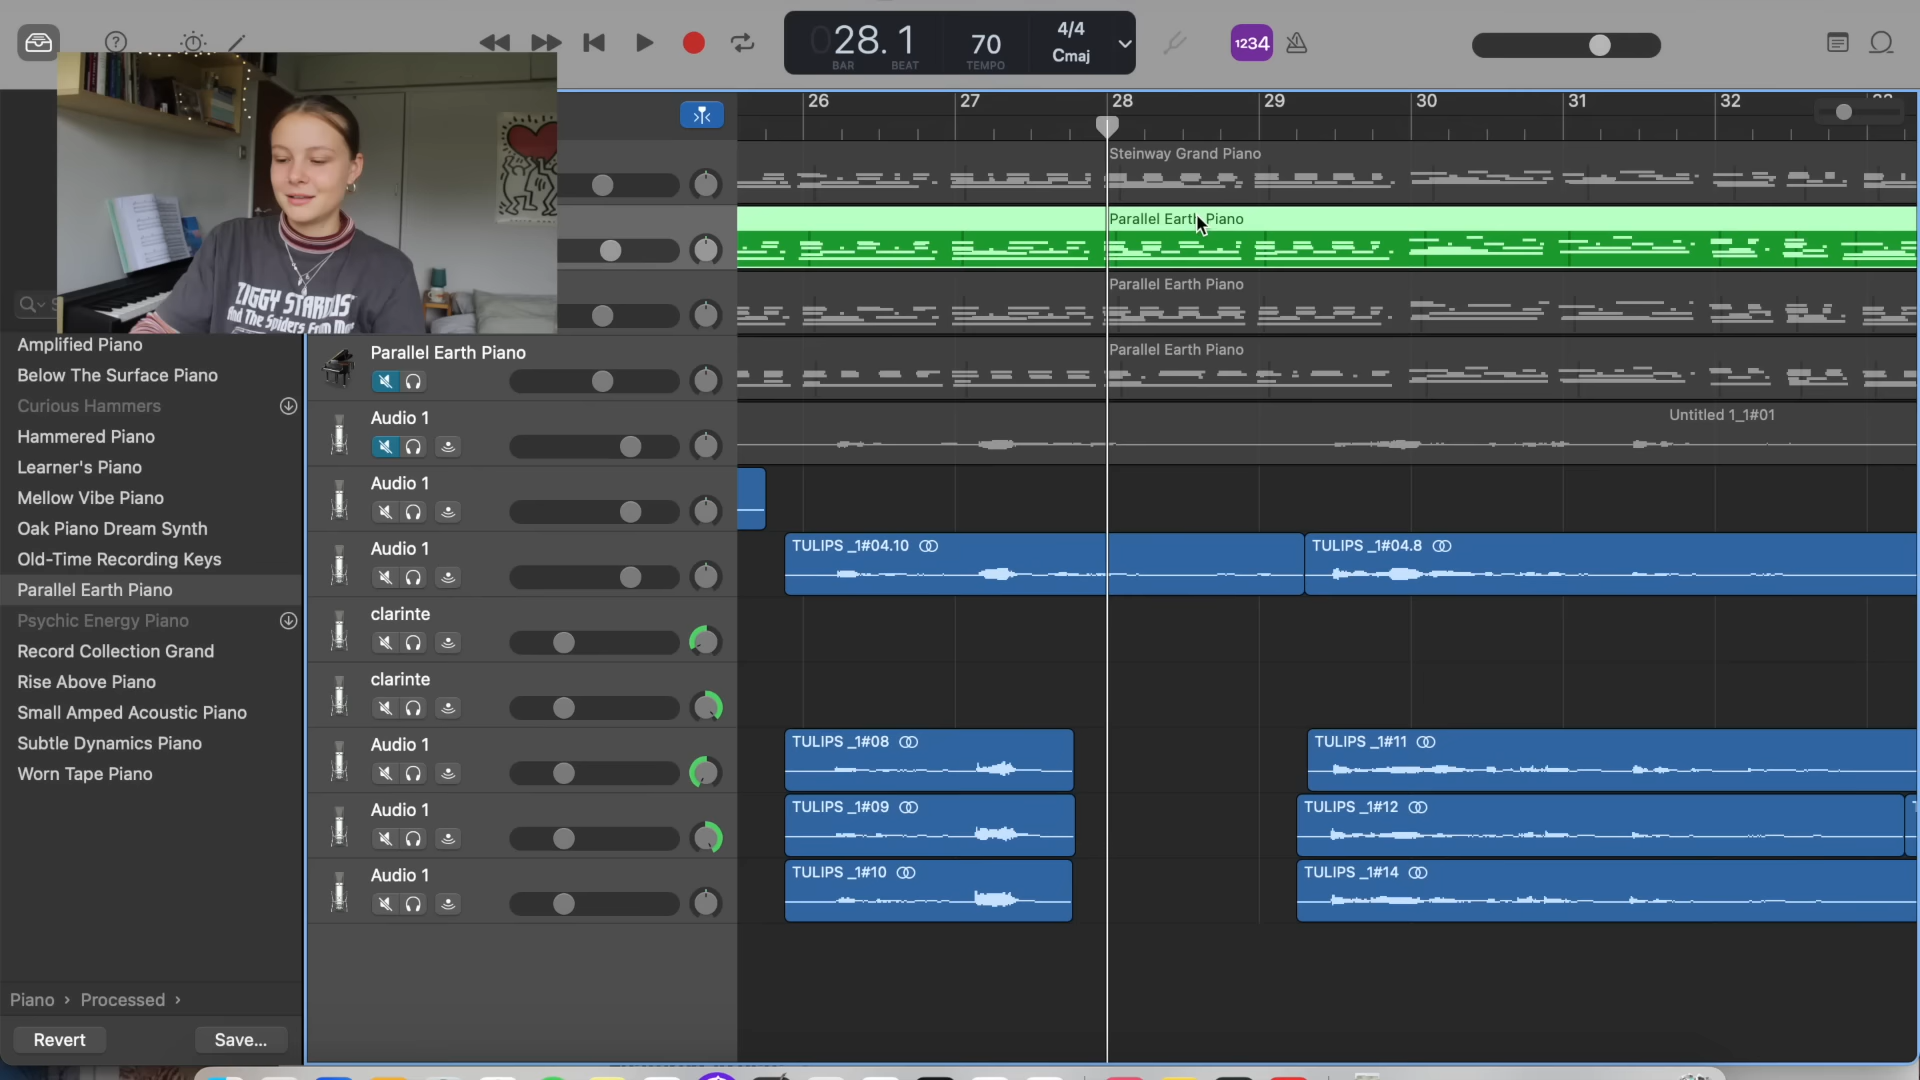 28.1
BAR
BEAT
70
TEMPO
4/4
Cmaj
1234
26
27
28
29
30
31
32
Steinway Grand Piano
Parallel Earth Piano
ZIGGY STARDUST
And The Spiders From Mars
Parallel Earth Piano
Parallel Earth Piano
Parallel Earth Piano
Amplified Piano
Below The Surface Piano
Curious Hammers
Hammered Piano
Learner's Piano
Mellow Vibe Piano
Oak Piano Dream Synth
Old-Time Recording Keys
Parallel Earth Piano
Psychic Energy Piano
Record Collection Grand
Rise Above Piano
Small Amped Acoustic Piano
Subtle Dynamics Piano
Worn Tape Piano
Piano › Processed ›
Revert
Save...
Audio 1
Untitled 1_1#01
Audio 1
Audio 1
TULIPS _1#04.10
TULIPS _1#04.8
clarinte
clarinte
Audio 1
TULIPS _1#08
TULIPS _1#11
Audio 1
TULIPS _1#09
TULIPS _1#12
Audio 1
TULIPS _1#10
TULIPS _1#14